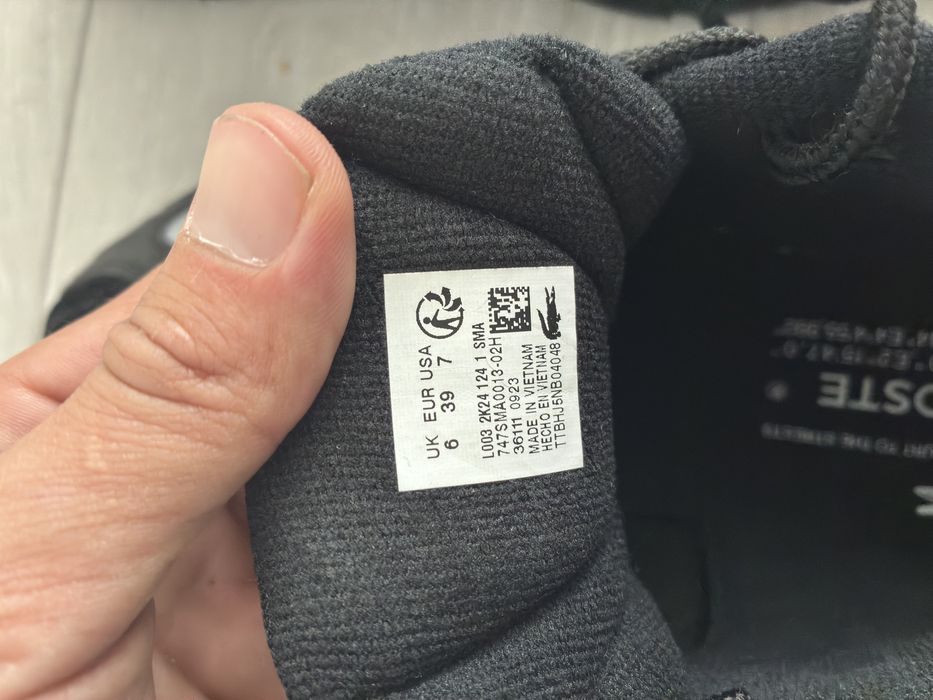 UK EUR USA
6 39 7
L003 2K24 124 1 SMA
747SMA0013-02H
36111 0923
MADE IN VIETNAM
HECHO EN VIETNAM
TTBHJ5NB04048
OSTE